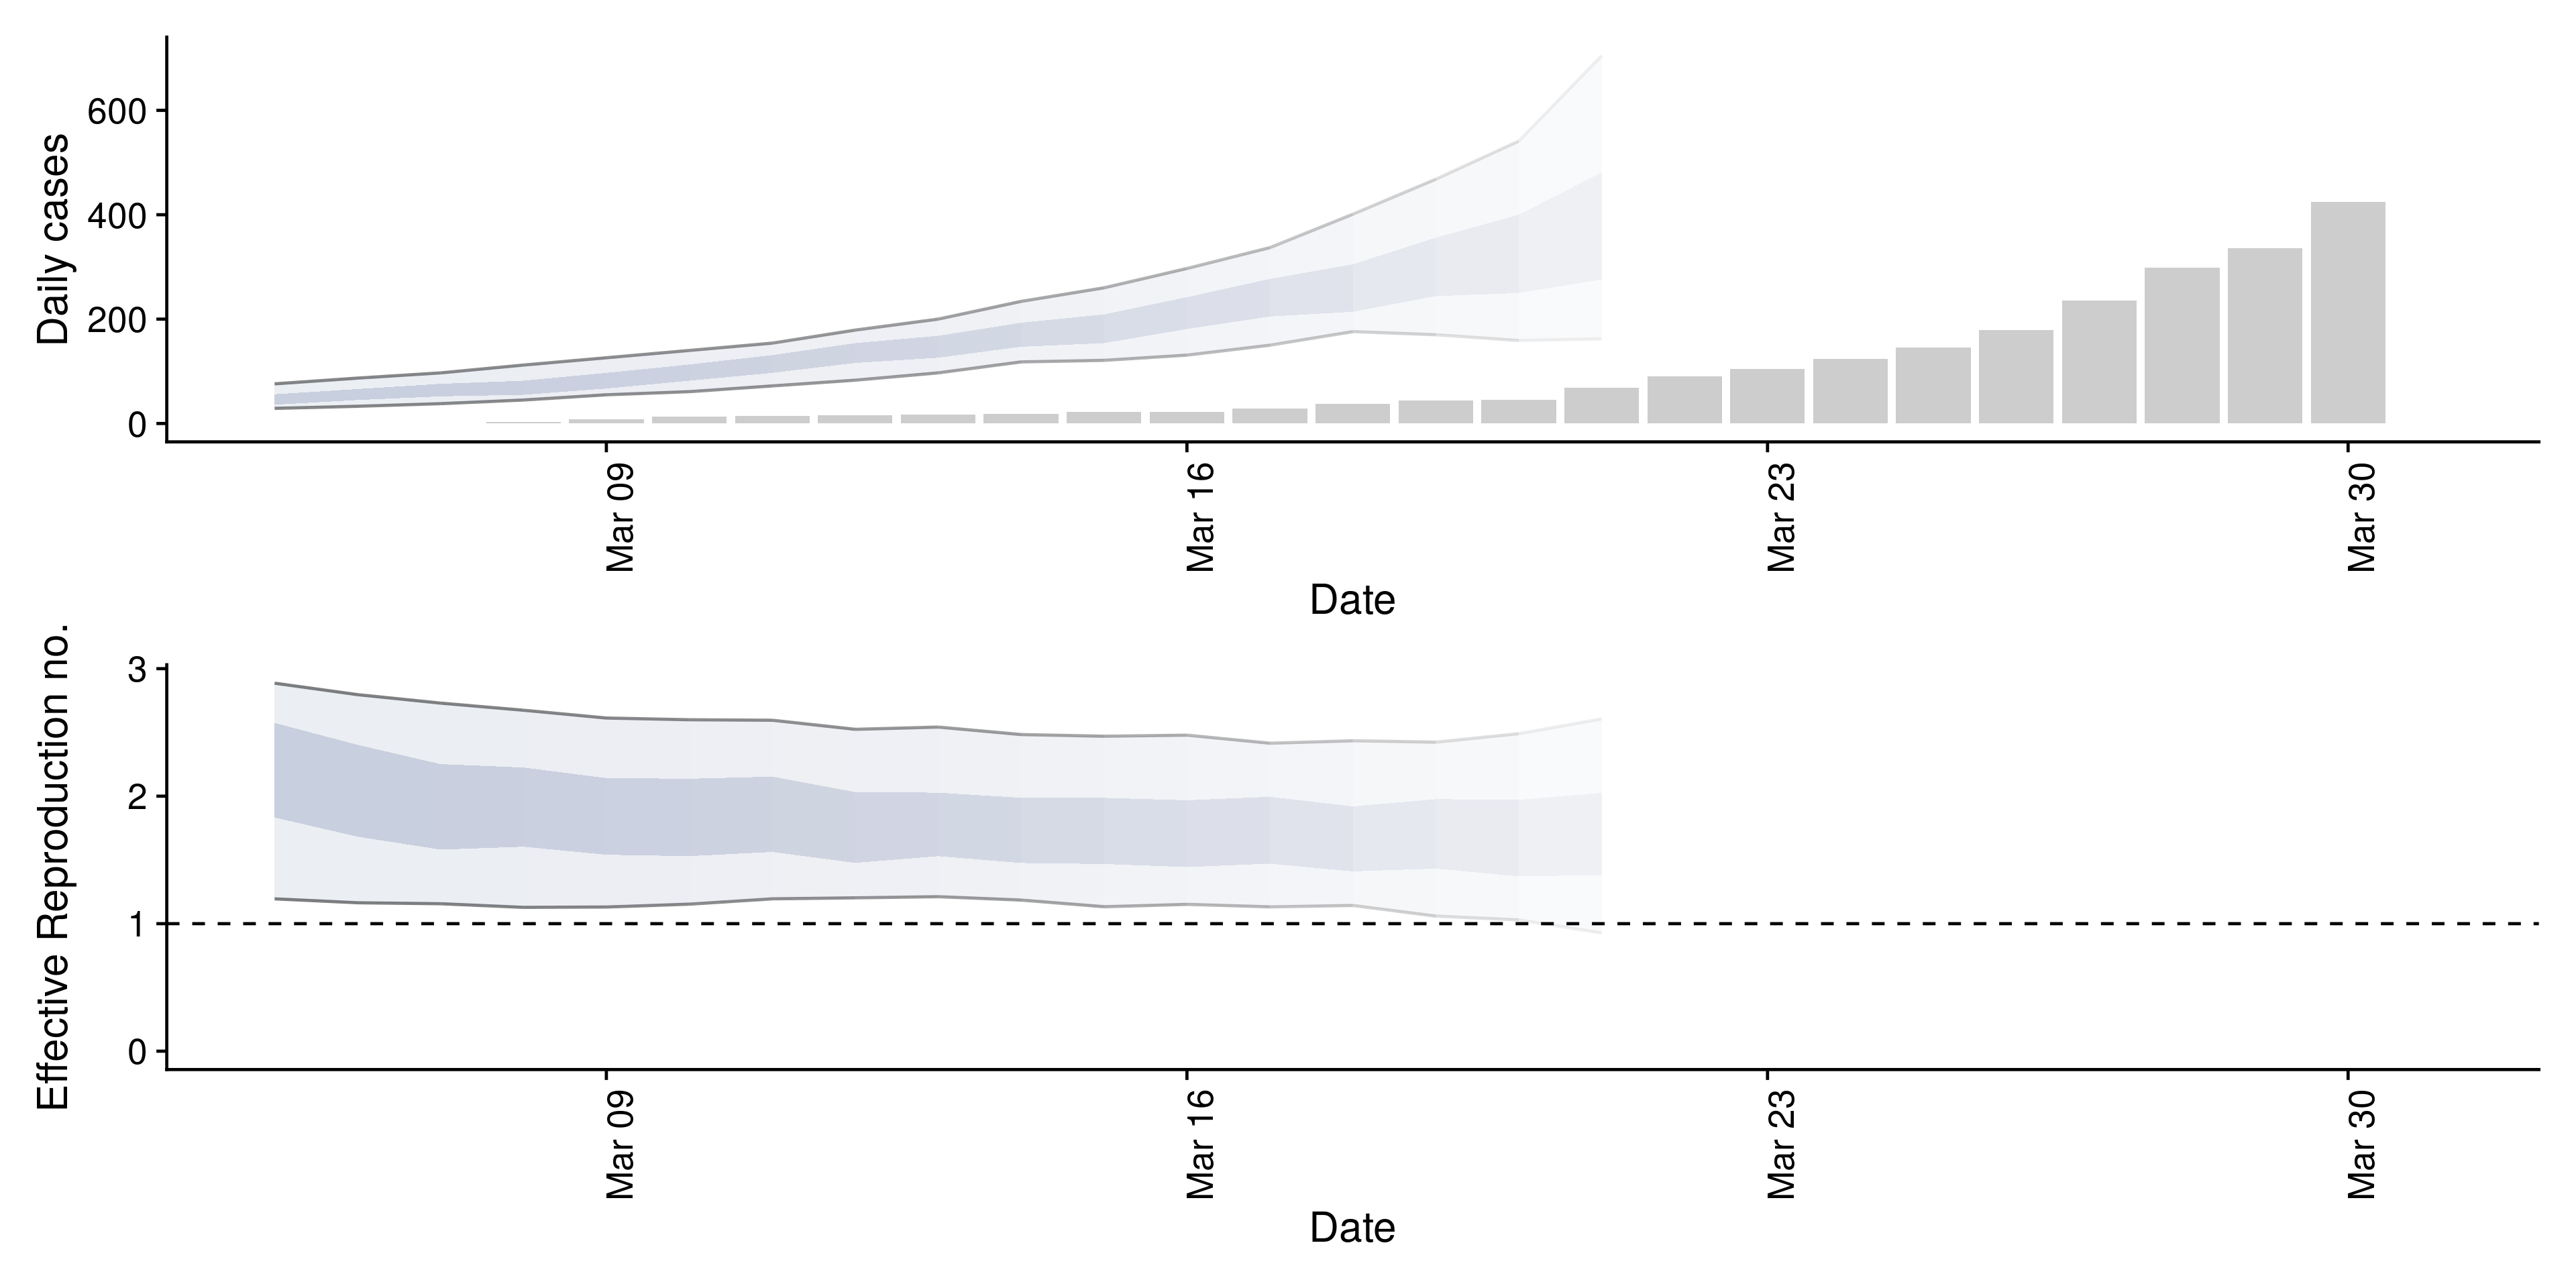 Daily cases
600
400
200
0
Mar 09
Mar 16
Mar 23
Mar 30
Date
Effective Reproduction no.
3
2
1
0
Mar 09
Mar 16
Mar 23
Mar 30
Date